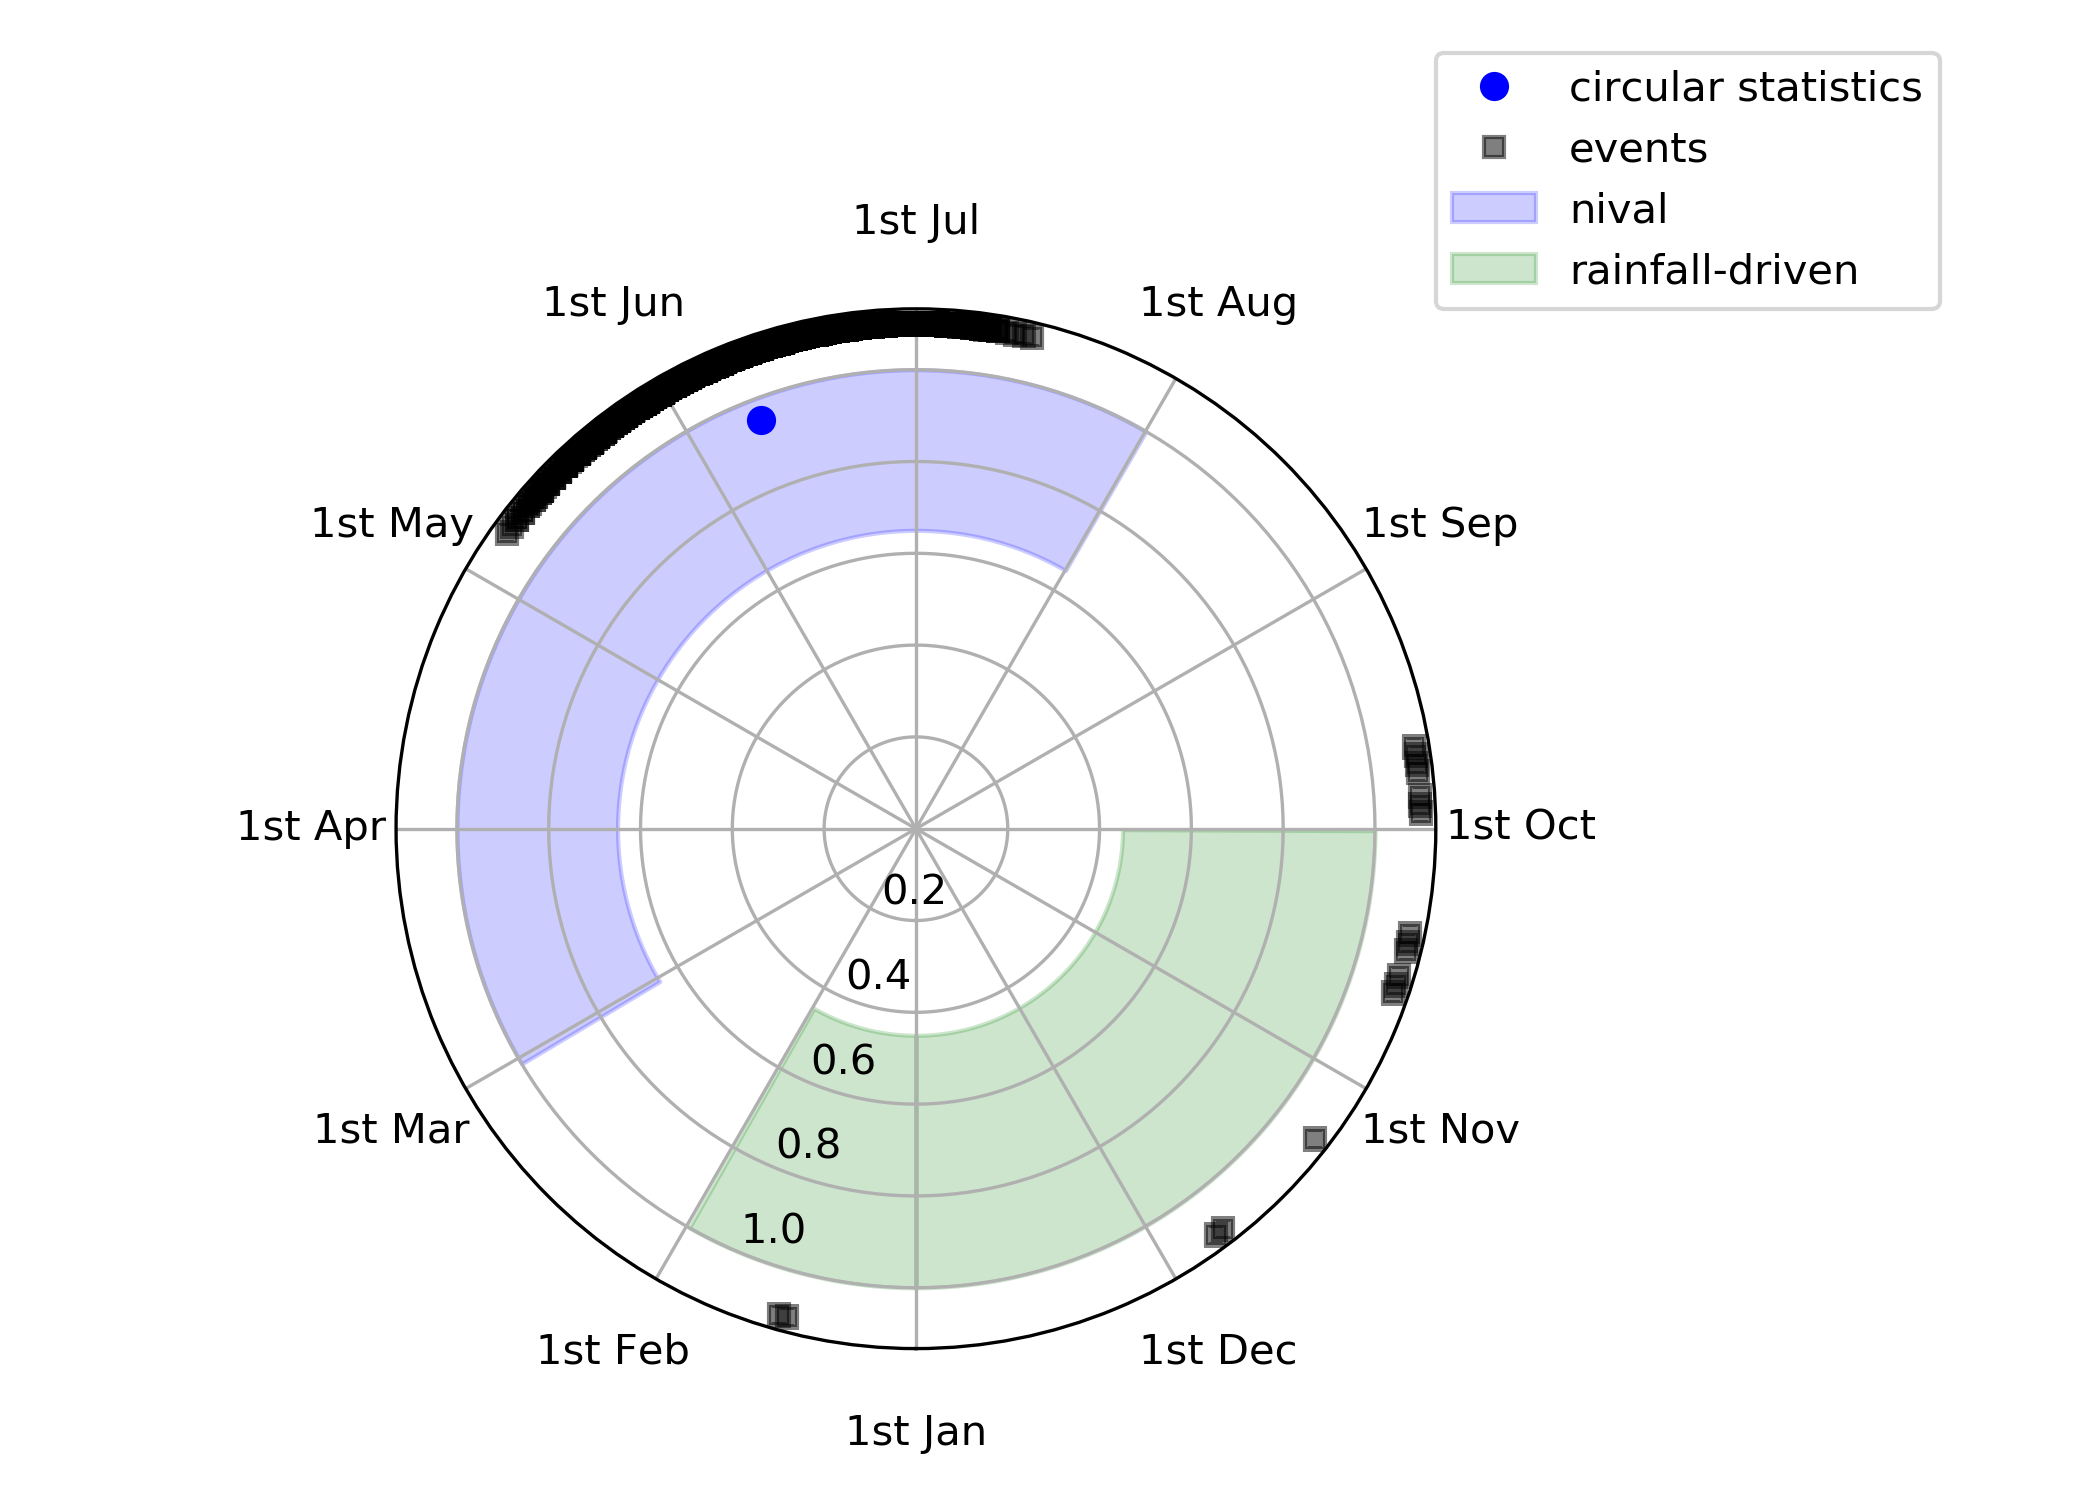 circular statistics
events
nival
rainfall-driven
1st Jul
1st Jun
1st Aug
1st May
1st Sep
1st Apr
1st Oct
0.2
0.4
0.6
0.8
1.0
1st Mar
1st Nov
1st Feb
1st Dec
1st Jan